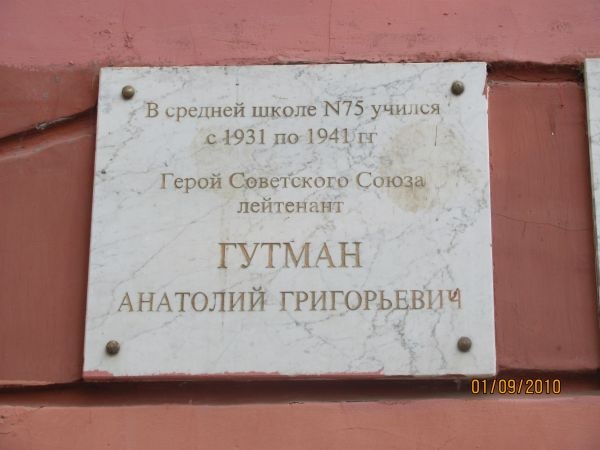 В средней школе N75 учился
с 1931 по 1941 гг
Герой Советского Союза
лейтенант
ГУТМАН
АНАТОЛИЙ ГРИГОРЬЕВИЧ
01/09/2010